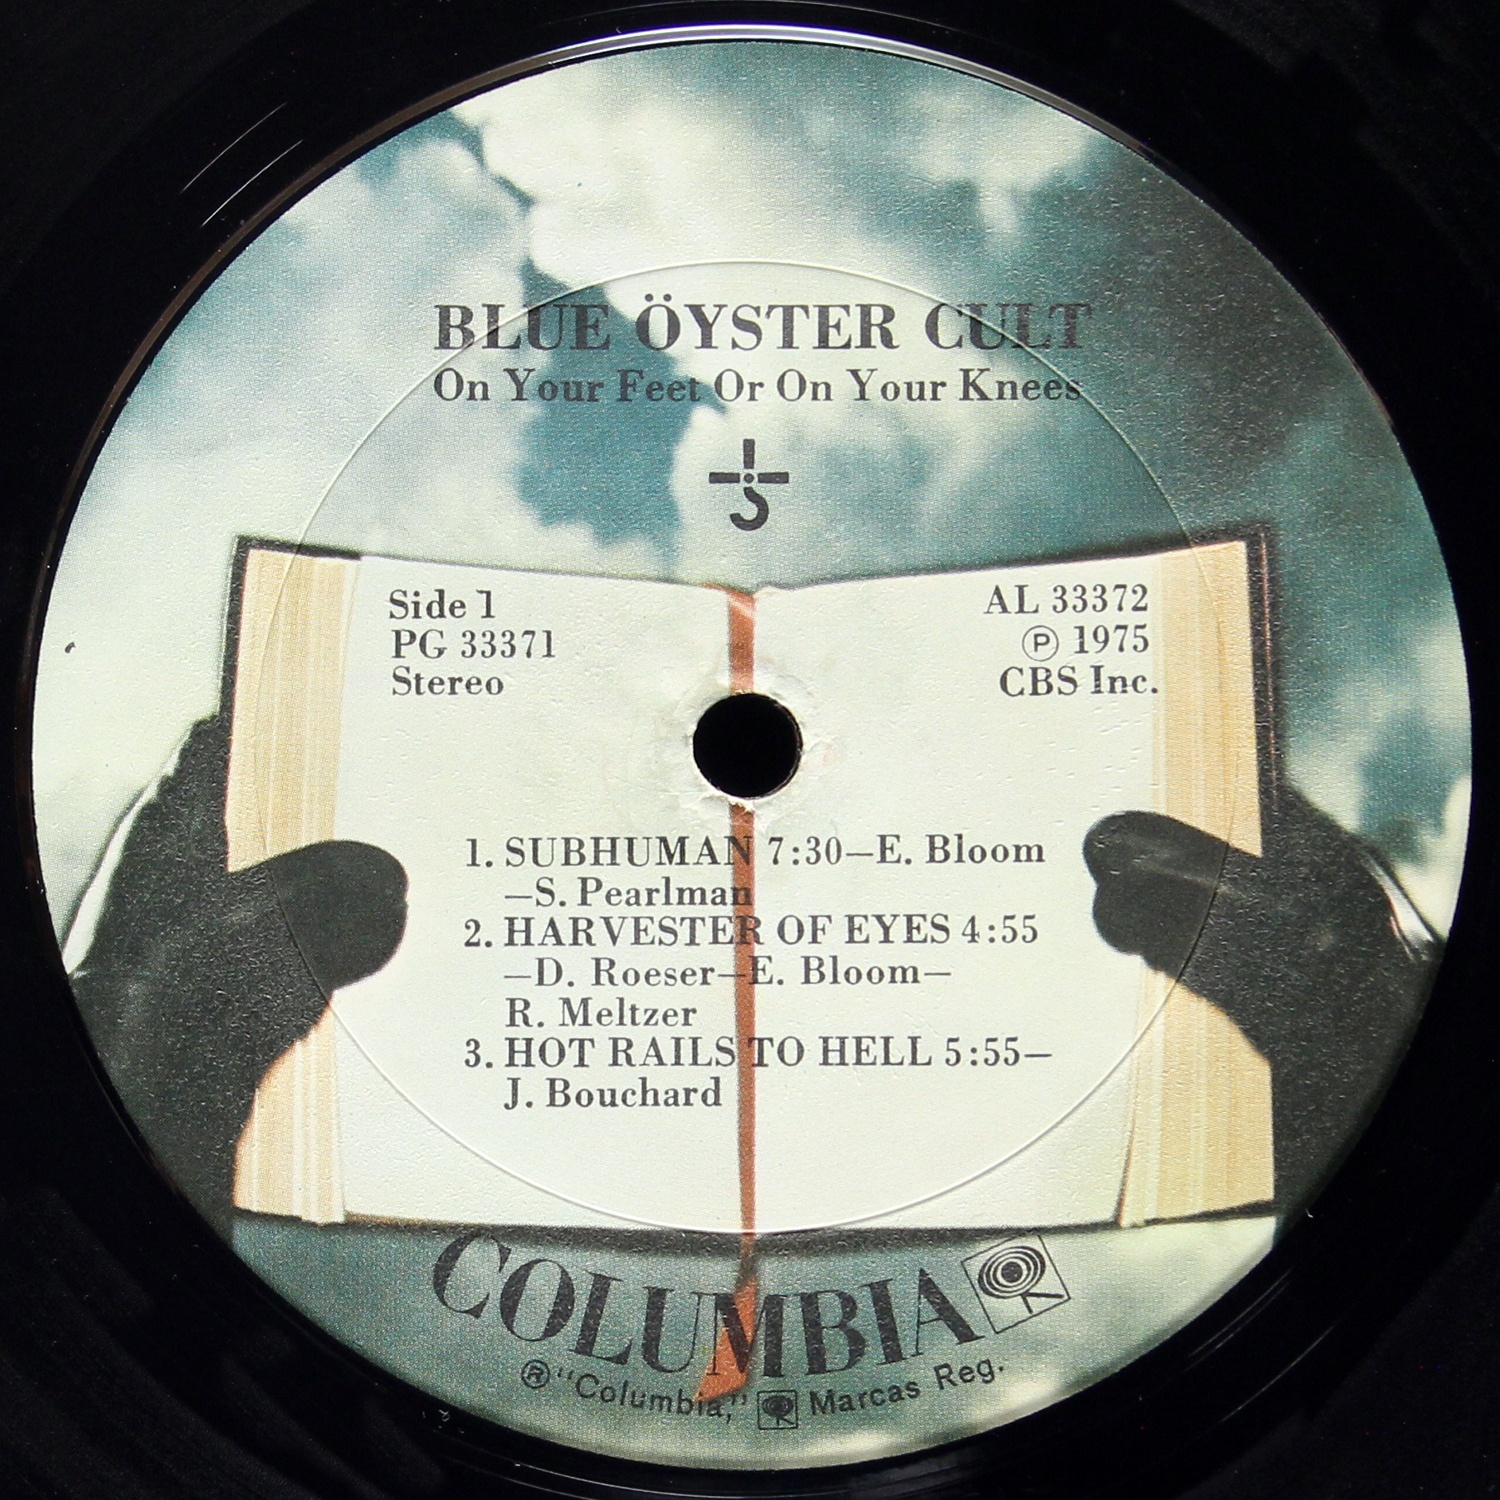 BLUE ÖYSTER CULT
On Your Feet Or On Your Knees
Side 1
PG 33371
Stereo
AL 33372
Ⓟ 1975
CBS Inc.
1. SUBHUMAN 7:30—E. Bloom
—S. Pearlman
2. HARVESTER OF EYES 4:55
—D. Roeser—E. Bloom—
R. Meltzer
3. HOT RAILS TO HELL 5:55—
J. Bouchard
COLUMBIA
® "Columbia," Marcas Reg.